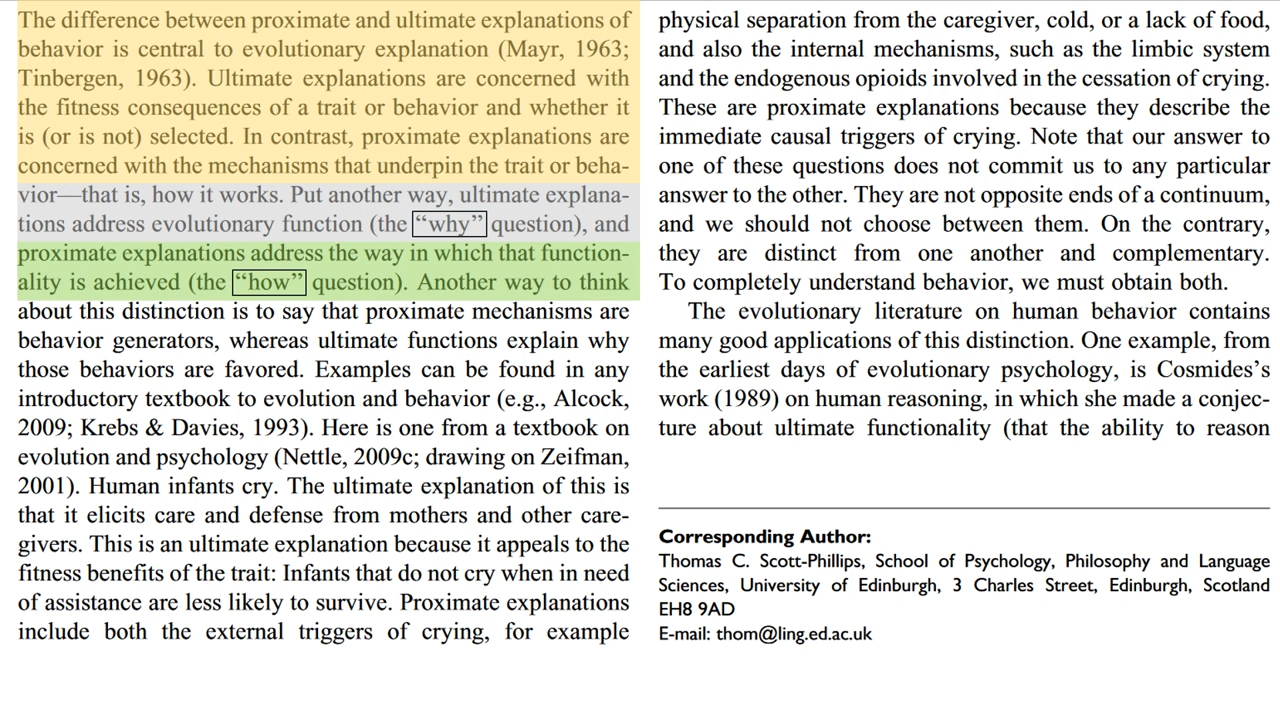 The difference between proximate and ultimate explanations of
behavior is central to evolutionary explanation (Mayr, 1963;
Tinbergen, 1963). Ultimate explanations are concerned with
the fitness consequences of a trait or behavior and whether it
is (or is not) selected. In contrast, proximate explanations are
concerned with the mechanisms that underpin the trait or beha-
vior—that is, how it works. Put another way, ultimate explana-
tions address evolutionary function (the “why” question), and
proximate explanations address the way in which that function-
ality is achieved (the “how” question). Another way to think
about this distinction is to say that proximate mechanisms are
behavior generators, whereas ultimate functions explain why
those behaviors are favored. Examples can be found in any
introductory textbook to evolution and behavior (e.g., Alcock,
2009; Krebs & Davies, 1993). Here is one from a textbook on
evolution and psychology (Nettle, 2009c; drawing on Zeifman,
2001). Human infants cry. The ultimate explanation of this is
that it elicits care and defense from mothers and other care-
givers. This is an ultimate explanation because it appeals to the
fitness benefits of the trait: Infants that do not cry when in need
of assistance are less likely to survive. Proximate explanations
include both the external triggers of crying, for example
physical separation from the caregiver, cold, or a lack of food,
and also the internal mechanisms, such as the limbic system
and the endogenous opioids involved in the cessation of crying.
These are proximate explanations because they describe the
immediate causal triggers of crying. Note that our answer to
one of these questions does not commit us to any particular
answer to the other. They are not opposite ends of a continuum,
and we should not choose between them. On the contrary,
they are distinct from one another and complementary.
To completely understand behavior, we must obtain both.
The evolutionary literature on human behavior contains
many good applications of this distinction. One example, from
the earliest days of evolutionary psychology, is Cosmides’s
work (1989) on human reasoning, in which she made a conjec-
ture about ultimate functionality (that the ability to reason
Corresponding Author:
Thomas C. Scott-Phillips, School of Psychology, Philosophy and Language
Sciences, University of Edinburgh, 3 Charles Street, Edinburgh, Scotland
EH8 9AD
E-mail: thom@ling.ed.ac.uk